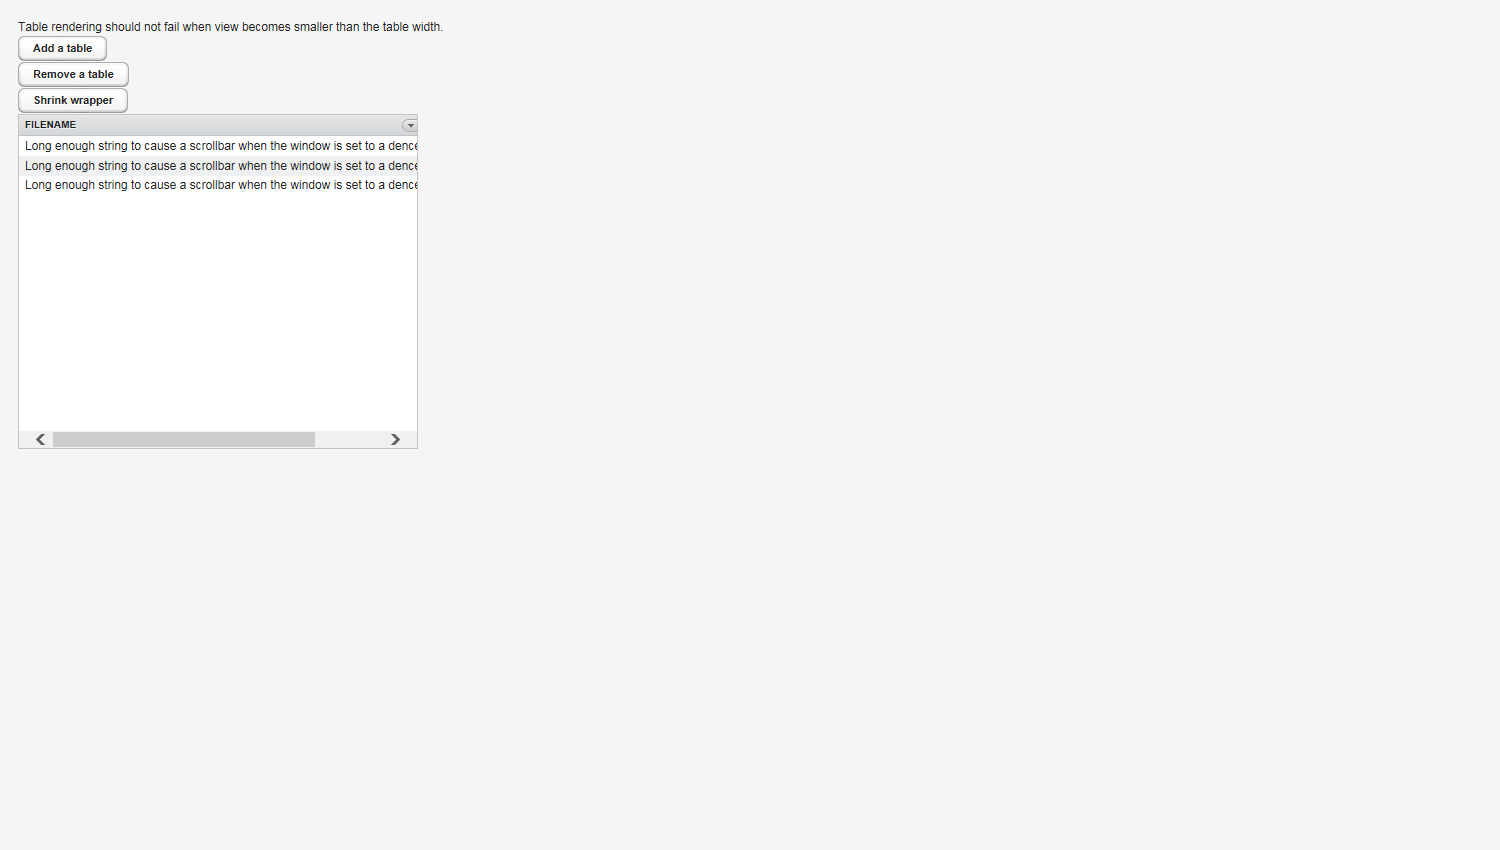 Table rendering should not fail when view becomes smaller than the table width.
Add a table
Remove a table
Shrink wrapper
FILENAME
Long enough string to cause a scrollbar when the window is set to a dence
Long enough string to cause a scrollbar when the window is set to a dence
Long enough string to cause a scrollbar when the window is set to a dence